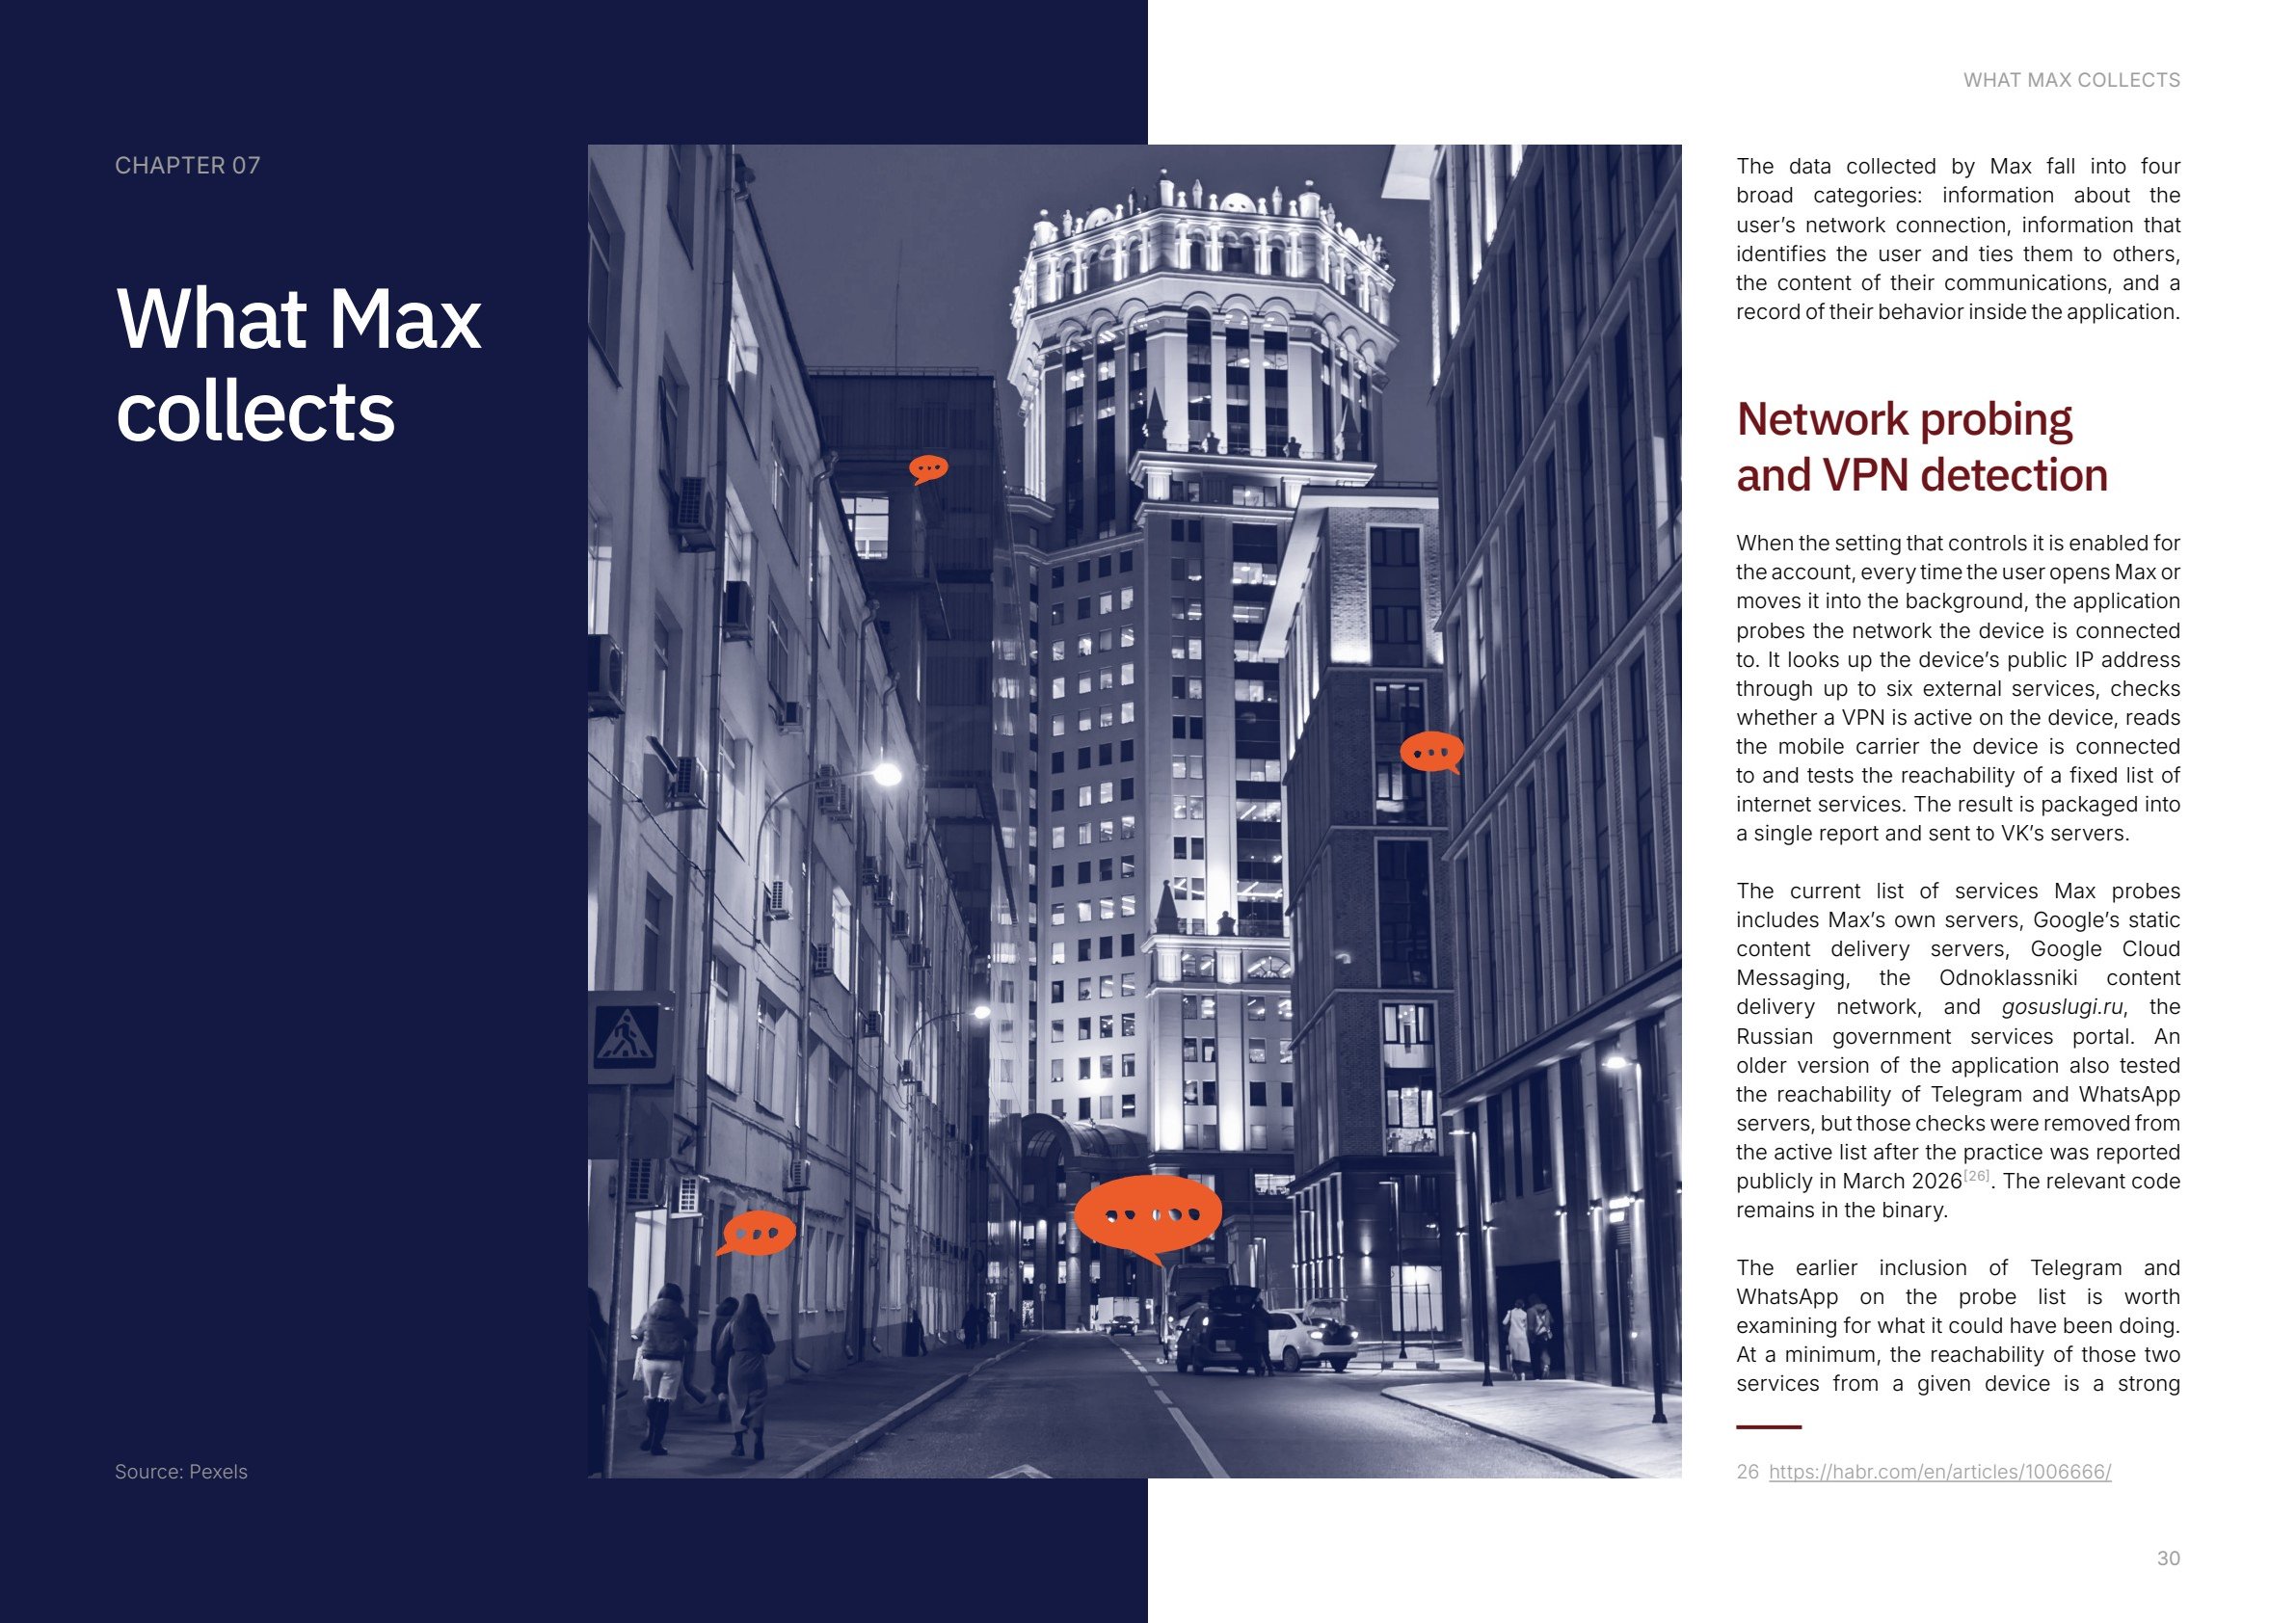 WHAT MAX COLLECTS
CHAPTER 07
What Max
collects
Source: Pexels
The data collected by Max fall into four
broad categories: information about the
user’s network connection, information that
identifies the user and ties them to others,
the content of their communications, and a
record of their behavior inside the application.
Network probing
and VPN detection
When the setting that controls it is enabled for
the account, every time the user opens Max or
moves it into the background, the application
probes the network the device is connected
to. It looks up the device’s public IP address
through up to six external services, checks
whether a VPN is active on the device, reads
the mobile carrier the device is connected
to and tests the reachability of a fixed list of
internet services. The result is packaged into
a single report and sent to VK’s servers.
The current list of services Max probes
includes Max’s own servers, Google’s static
content delivery servers, Google Cloud
Messaging, the Odnoklassniki content
delivery network, and gosuslugi.ru, the
Russian government services portal. An
older version of the application also tested
the reachability of Telegram and WhatsApp
servers, but those checks were removed from
the active list after the practice was reported
publicly in March 2026[26]. The relevant code
remains in the binary.
The earlier inclusion of Telegram and
WhatsApp on the probe list is worth
examining for what it could have been doing.
At a minimum, the reachability of those two
services from a given device is a strong
26 https://habr.com/en/articles/1006666/
30